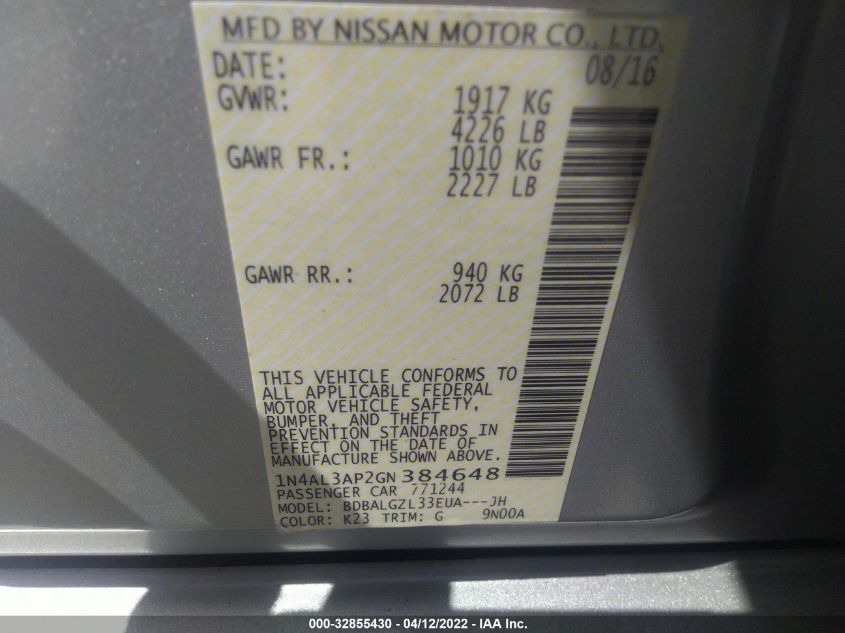 MFD BY NISSAN MOTOR CO., LTD.
DATE: 08/16
GVWR: 1917 KG
4226 LB
GAWR FR.: 1010 KG
2227 LB
GAWR RR.: 940 KG
2072 LB
THIS VEHICLE CONFORMS TO
ALL APPLICABLE FEDERAL
MOTOR VEHICLE SAFETY,
BUMPER, AND THEFT
PREVENTION STANDARDS IN
EFFECT ON THE DATE OF
MANUFACTURE SHOWN ABOVE.
1N4AL3AP2GN384648
PASSENGER CAR 771244
MODEL: BDBALGZL33EUA---JH
COLOR: K23 TRIM: G 9N00A
000-32855430 - 04/12/2022 - IAA Inc.